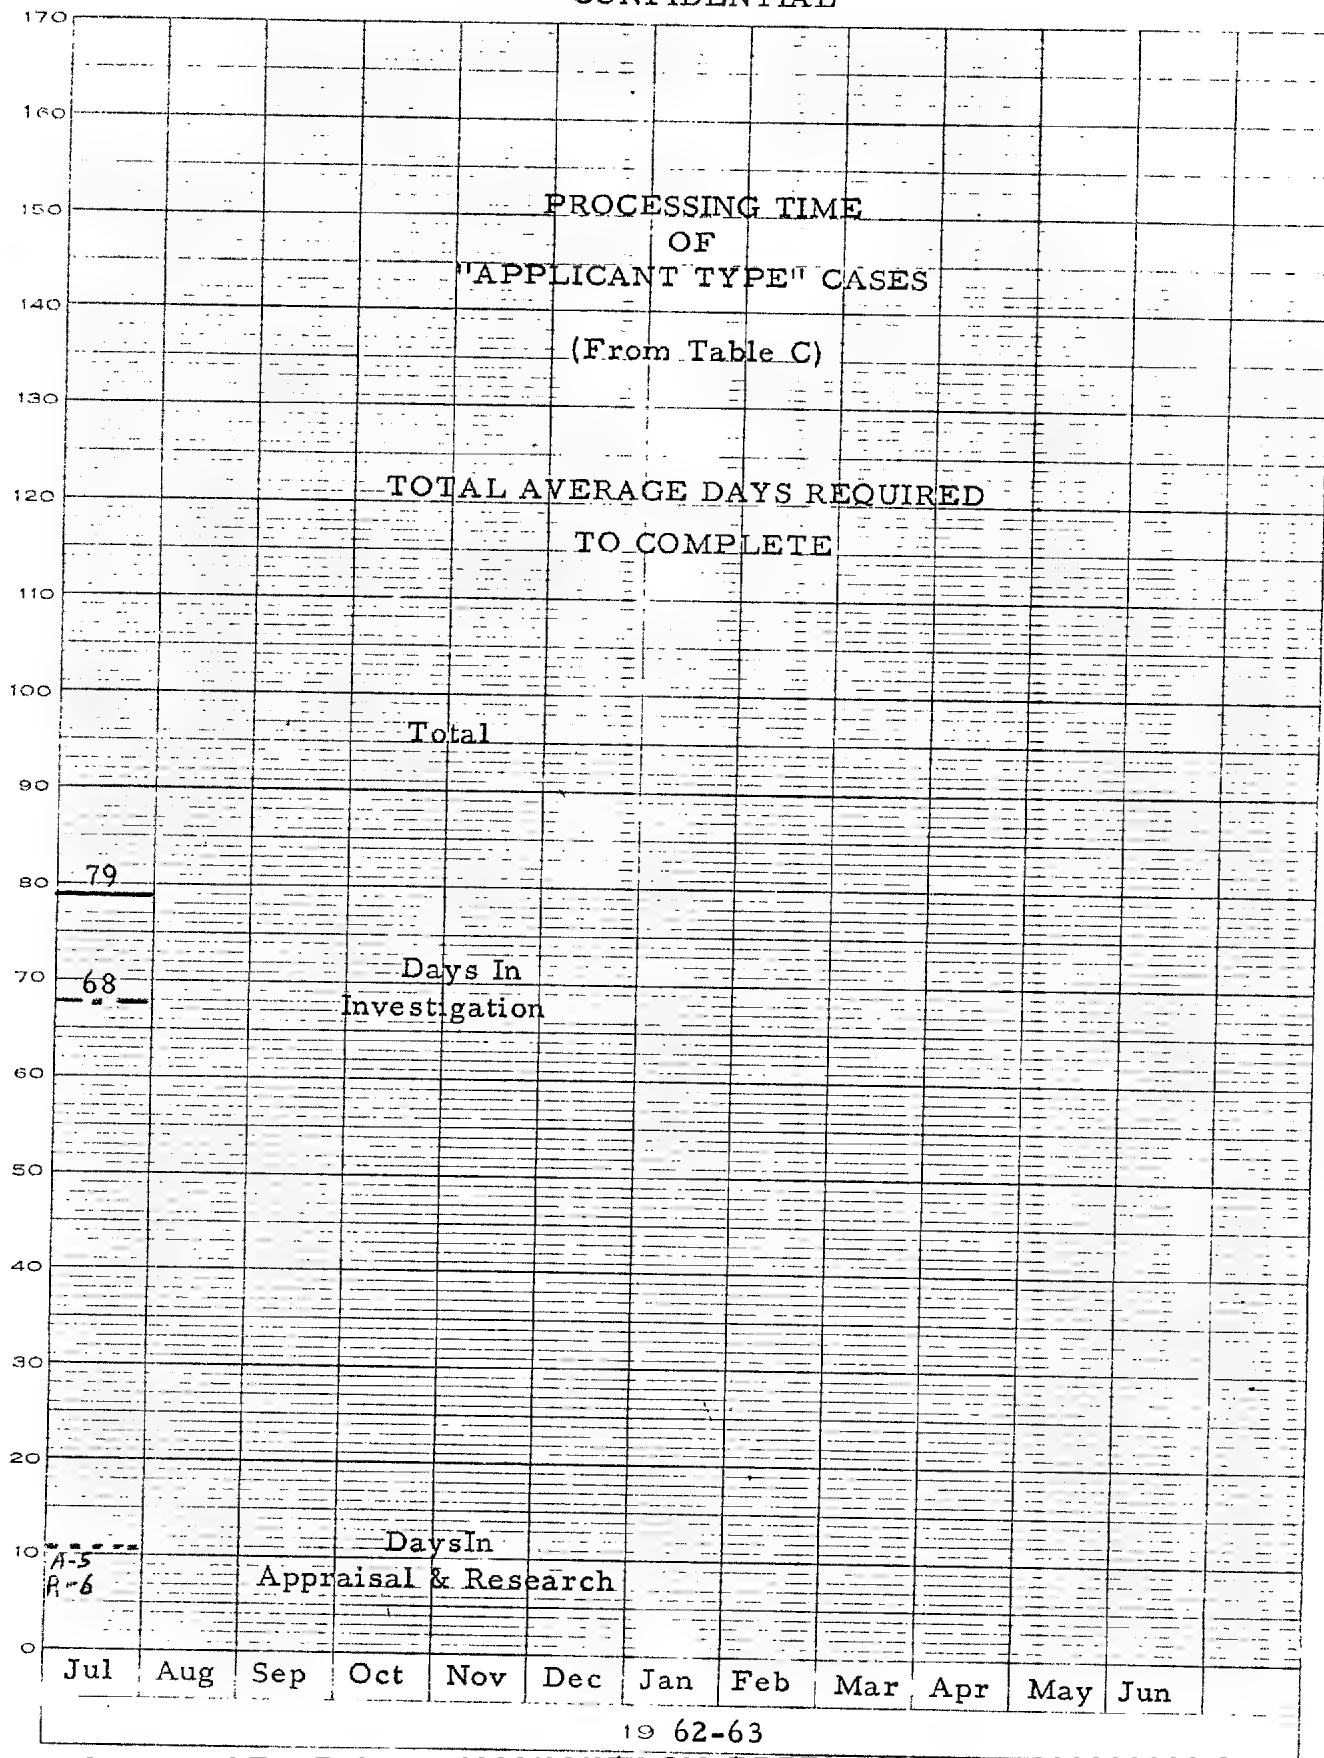 CONFIDENTIAL
170
160
150
PROCESSING TIME
OF
"APPLICANT TYPE" CASES
140
(From Table C)
130
120
TOTAL AVERAGE DAYS REQUIRED
TO COMPLETE
110
100
Total
90
80
79
70
68
Days In
Investigation
60
50
40
30
20
10
A-5
R-6
DaysIn
Appraisal & Research
0
Jul Aug Sep Oct Nov Dec Jan Feb Mar Apr May Jun
19 62-63